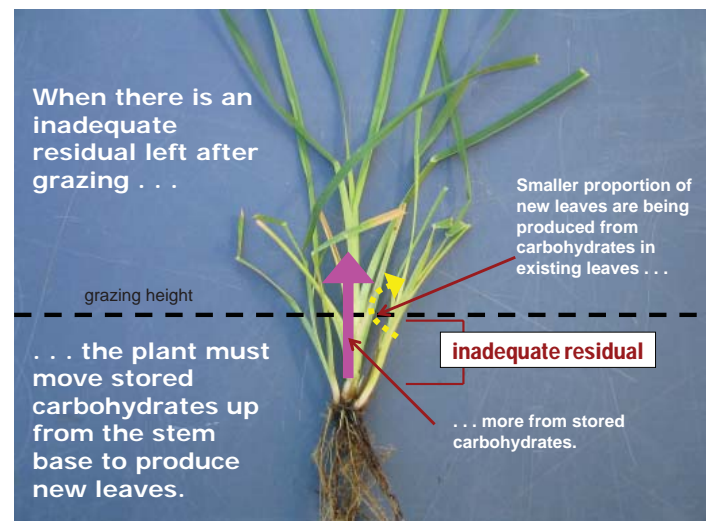 When there is an
inadequate
residual left after
grazing . . .
Smaller proportion of
new leaves are being
produced from
carbohydrates in
existing leaves . . .
grazing height
inadequate residual
. . . the plant must
move stored
carbohydrates up
from the stem
base to produce
new leaves.
. . . more from stored
carbohydrates.